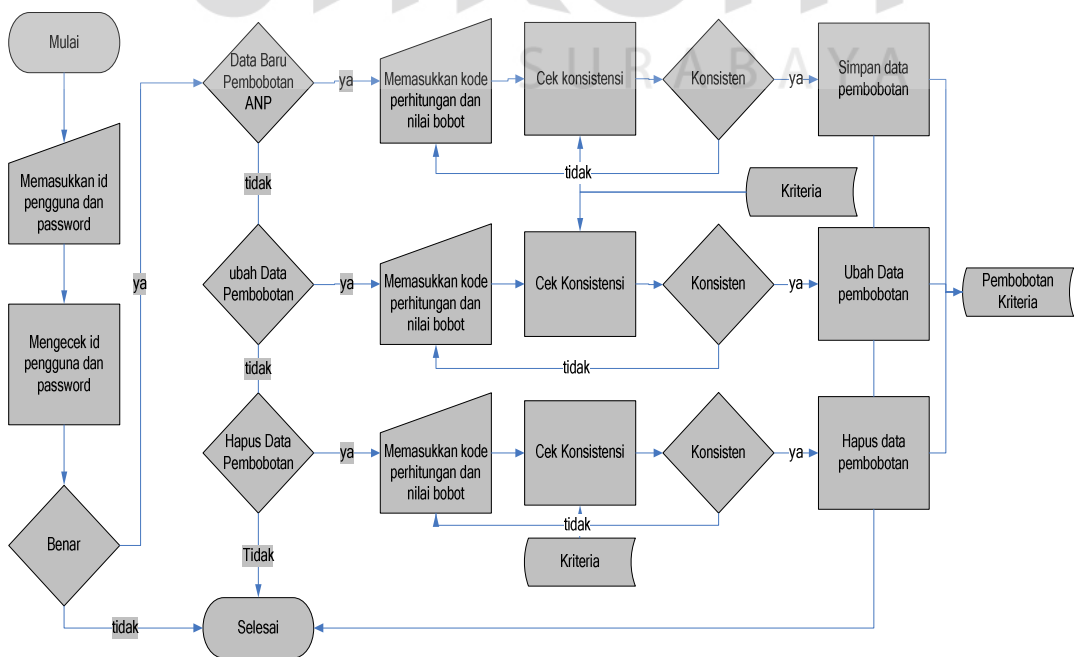 SURABAYA
Mulai
Memasukkan id
pengguna dan
password
Mengecek id
pengguna dan
password
Benar
ya
tidak
Data Baru
Pembobotan
ANP
ya
Memasukkan kode
perhitungan dan
nilai bobot
Cek konsistensi
Konsisten
ya
Simpan data
pembobotan
tidak
tidak
Kriteria
ubah Data
Pembobotan
ya
Memasukkan kode
perhitungan dan
nilai bobot
Cek Konsistensi
Konsisten
ya
Ubah Data
pembobotan
Pembobotan
Kriteria
tidak
tidak
Hapus Data
Pembobotan
ya
Memasukkan kode
perhitungan dan
nilai bobot
Cek Konsistensi
Konsisten
ya
Hapus data
pembobotan
tidak
Kriteria
Tidak
Selesai